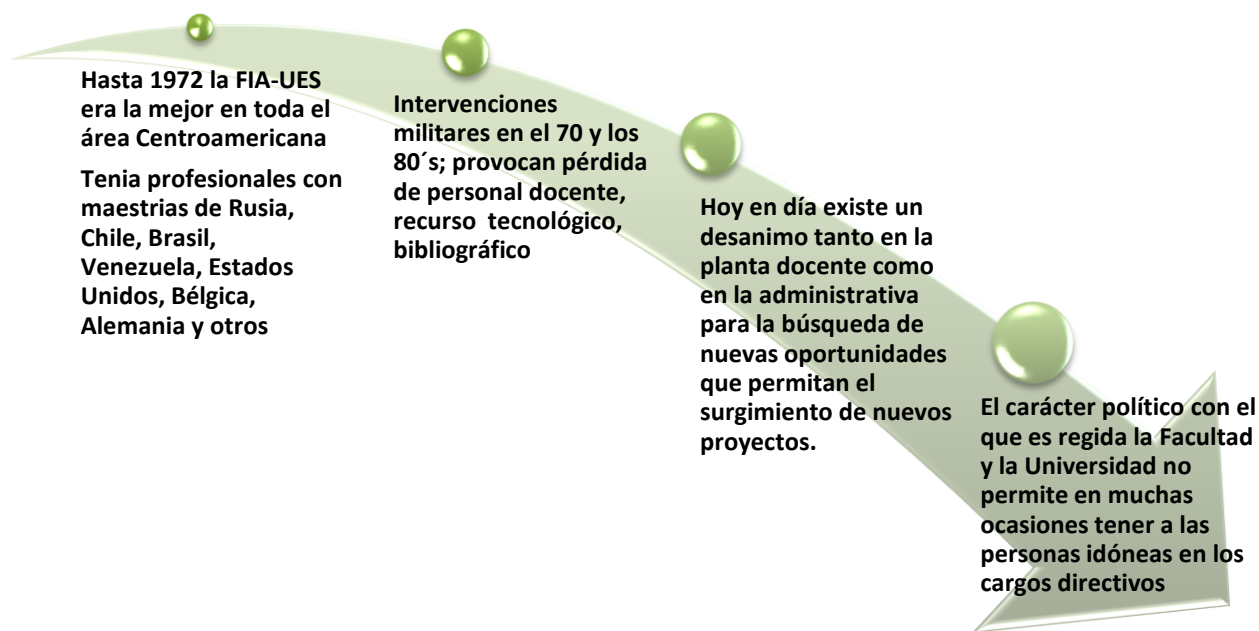 Hasta 1972 la FIA-UES
era la mejor en toda el
área Centroamericana
Tenia profesionales con
maestrias de Rusia,
Chile, Brasil,
Venezuela, Estados
Unidos, Bélgica,
Alemania y otros
Intervenciones
militares en el 70 y los
80´s; provocan pérdida
de personal docente,
recurso tecnológico,
bibliográfico
Hoy en día existe un
desanimo tanto en la
planta docente como
en la administrativa
para la búsqueda de
nuevas oportunidades
que permitan el
surgimiento de nuevos
proyectos.
El carácter político con el
que es regida la Facultad
y la Universidad no
permite en muchas
ocasiones tener a las
personas idóneas en los
cargos directivos